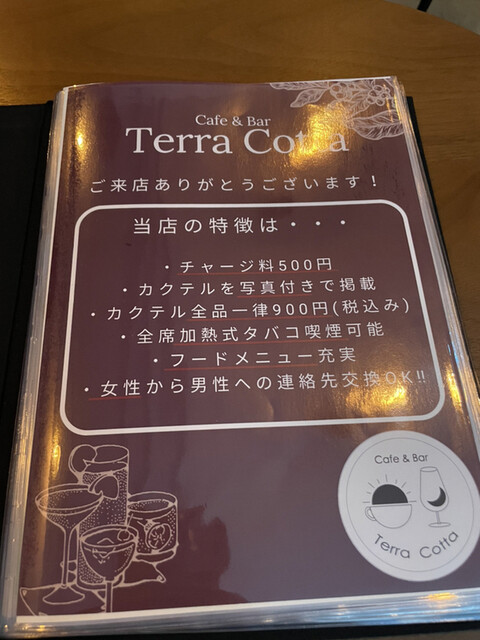 Cafe & Bar
Terra Cotta
ご来店ありがとうございます!
当店の特徴は・・・
・チャージ料500円
・カクテルを写真付きで掲載
・カクテル全品一律900円(税込み)
・全席加熱式タバコ喫煙可能
・フードメニュー充実
・女性から男性への連絡先交換OK!!
Cafe & Bar
Terra Cotta